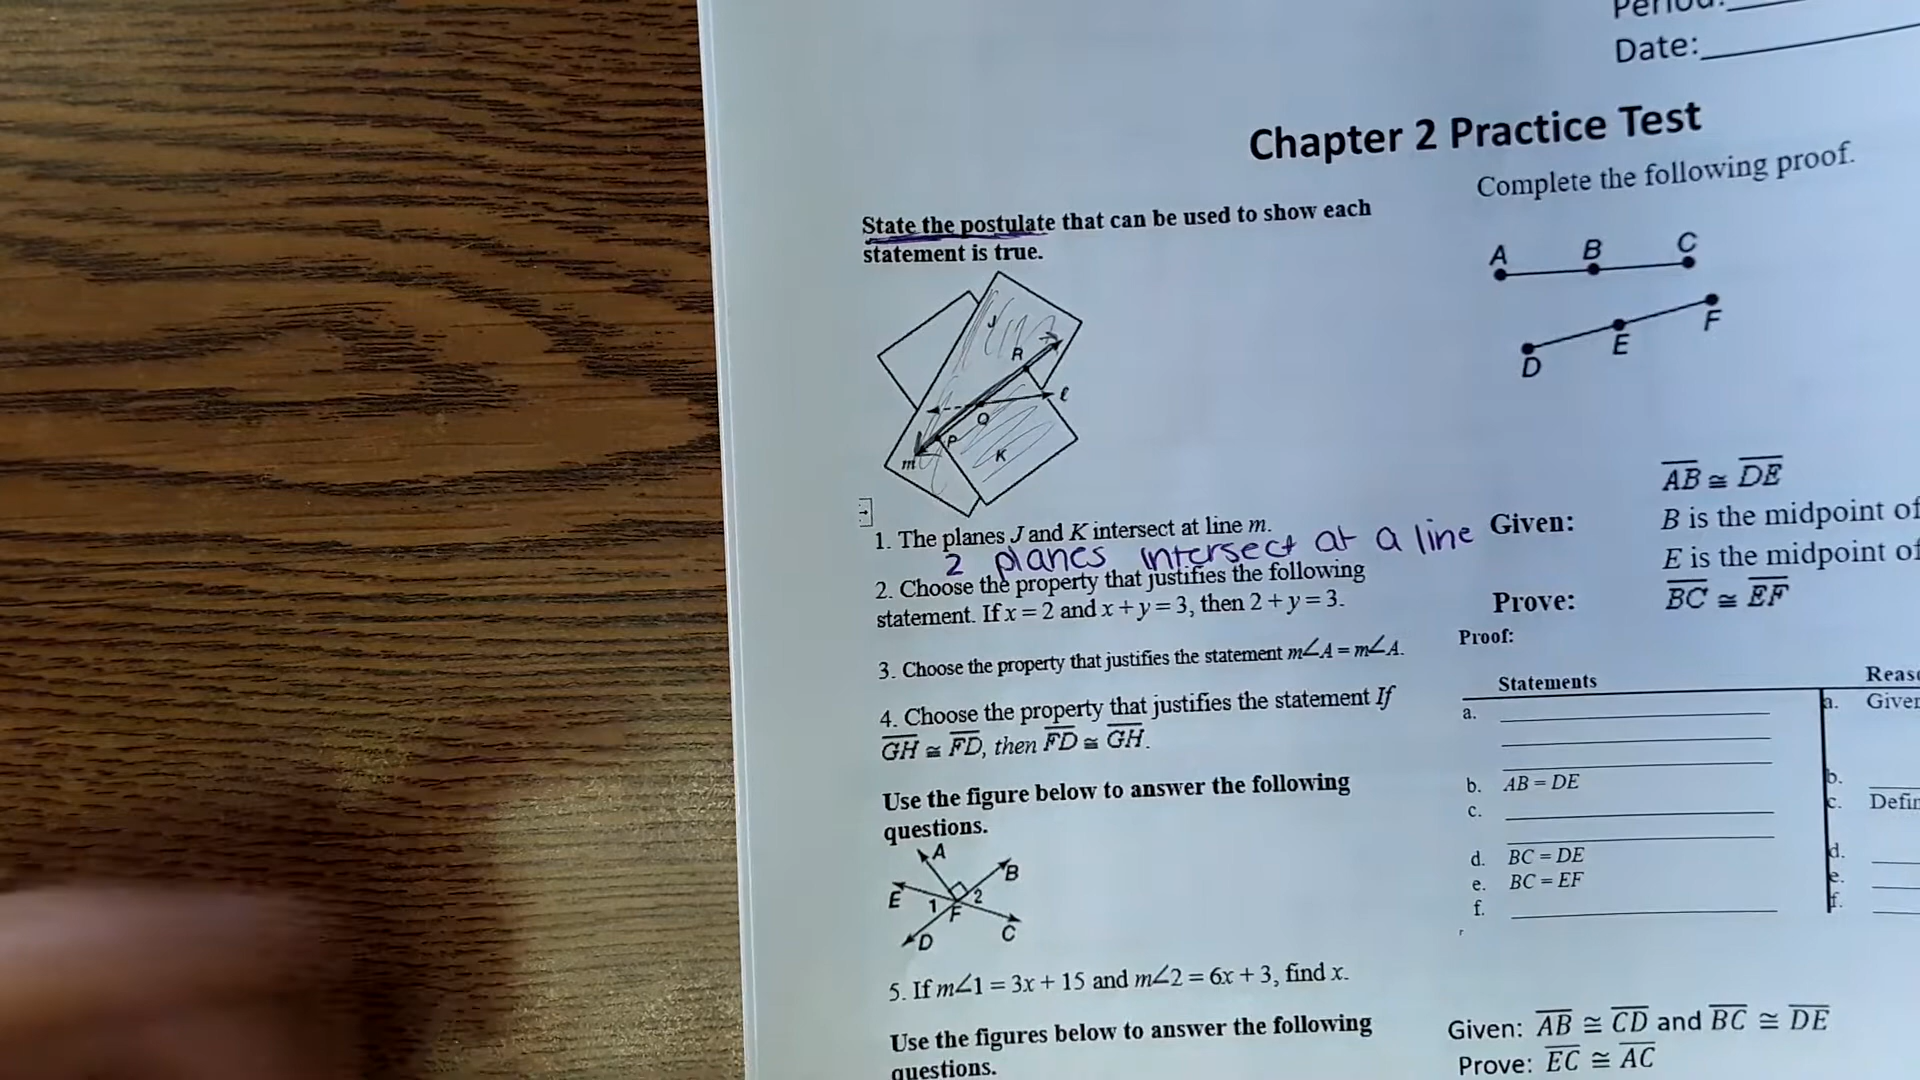 Date:
Chapter 2 Practice Test
State the postulate that can be used to show each
statement is true.
J
R
ℓ
Q
P
m
K
1. The planes J and K intersect at line m.
2 planes intersect at a line
2. Choose the property that justifies the following
statement. If x = 2 and x + y = 3, then 2 + y = 3.
3. Choose the property that justifies the statement m∠A = m∠A.
4. Choose the property that justifies the statement If
GH ≅ FD, then FD ≅ GH.
Use the figure below to answer the following
questions.
A
B
E
1
2
F
D
C
5. If m∠1 = 3x + 15 and m∠2 = 6x + 3, find x.
Use the figures below to answer the following
questions.
Complete the following proof.
A B C
D E F
Given:
AB ≅ DE
B is the midpoint of
E is the midpoint of
Prove: BC ≅ EF
Proof:
Statements
a.
a.
b. AB = DE
b.
c.
c.
d. BC = DE
d.
e. BC = EF
e.
f.
f.
Given: AB ≅ CD and BC ≅ DE
Prove: EC ≅ AC